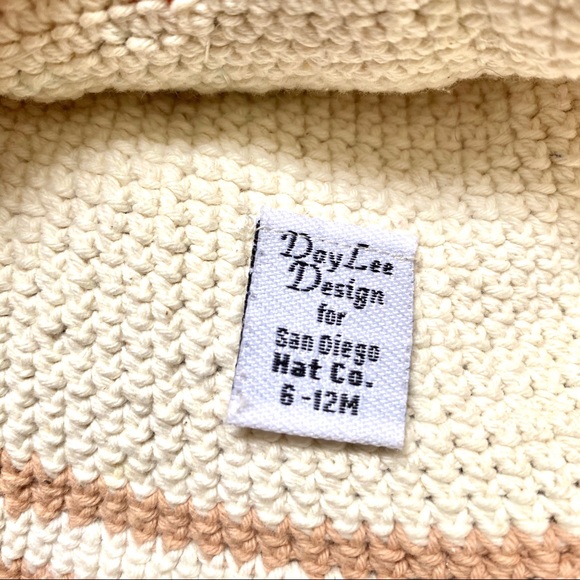 DayLee
Design
for
San Diego
Hat Co.
6-12M